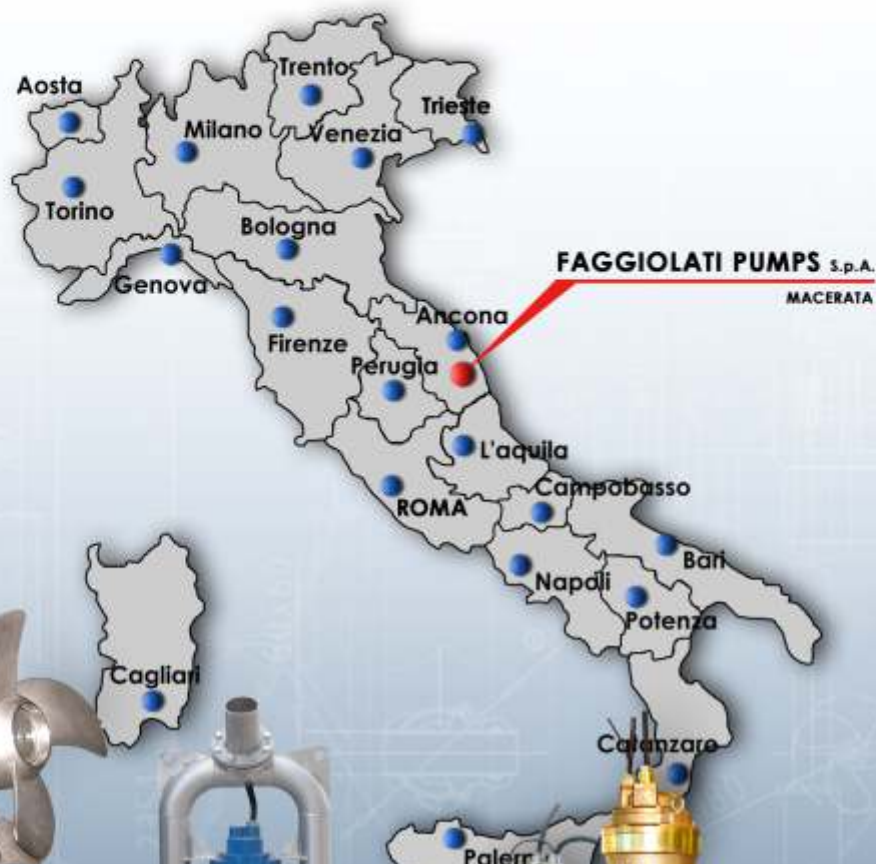 Trento
Aosta
Trieste
Milano
Venezia
Torino
Bologna
Genova
FAGGIOLATI PUMPS S.p.A.
MACERATA
Ancona
Firenze
Perugia
L'aquila
Campobasso
ROMA
Bari
Napoli
Potenza
Cagliari
Catanzaro